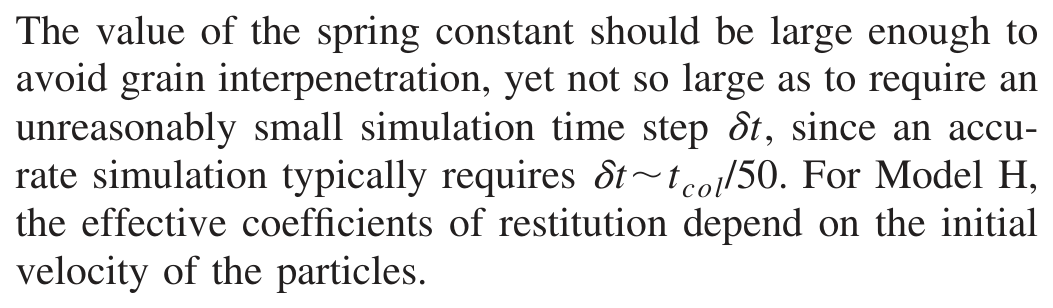 The value of the spring constant should be large enough to
avoid grain interpenetration, yet not so large as to require an
unreasonably small simulation time step δt, since an accu-
rate simulation typically requires δt~t_col/50. For Model H,
the effective coefficients of restitution depend on the initial
velocity of the particles.